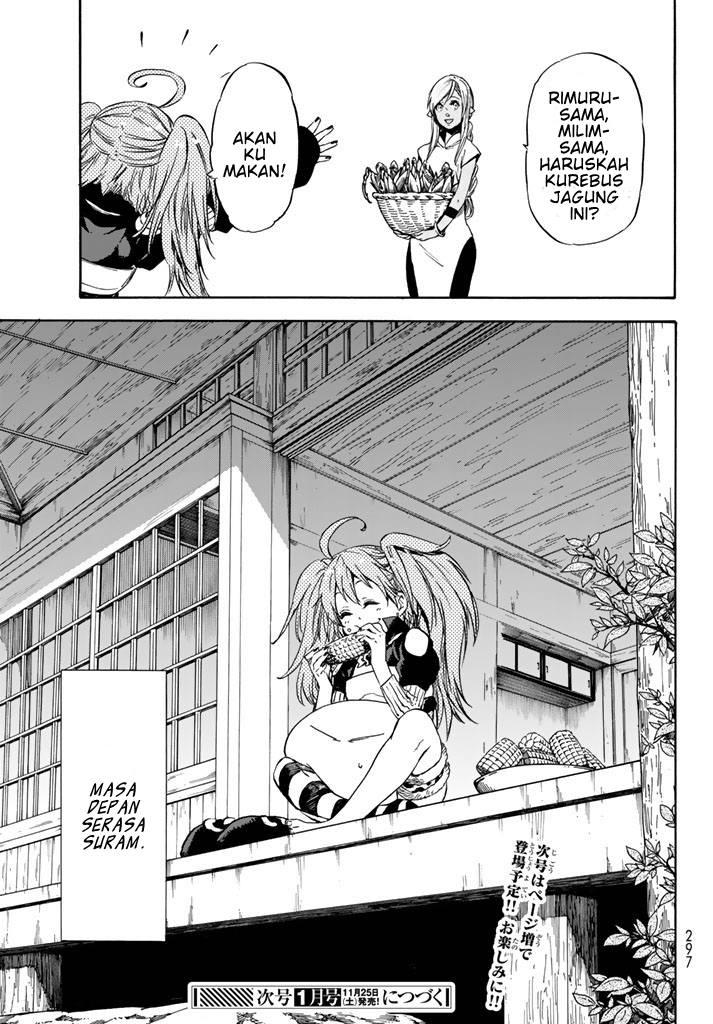 RIMURU-
SAMA,
MILIM-
SAMA,
HARUSKAH
KUREBUS
JAGUNG
INI?
AKAN
KU
MAKAN!
MASA
DEPAN
SERASA
SURAM.
次号はページ増で
登場予定!! お楽しみに!!
297
次号1月号11月25日(土)発売!につづく